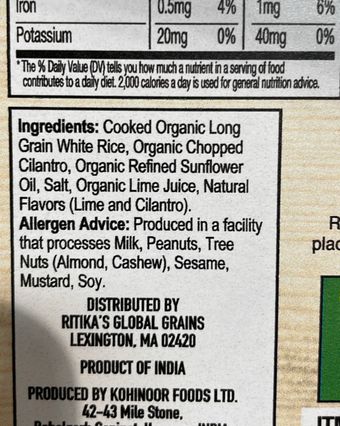 Iron 0.5mg 4% 1mg 6%
Potassium 20mg 0% 40mg 0%
*The % Daily Value (DV) tells you how much a nutrient in a serving of food
contributes to a daily diet. 2,000 calories a day is used for general nutrition advice.
Ingredients: Cooked Organic Long
Grain White Rice, Organic Chopped
Cilantro, Organic Refined Sunflower
Oil, Salt, Organic Lime Juice, Natural
Flavors (Lime and Cilantro).
Allergen Advice: Produced in a facility
that processes Milk, Peanuts, Tree
Nuts (Almond, Cashew), Sesame,
Mustard, Soy.
DISTRIBUTED BY
RITIKA'S GLOBAL GRAINS
LEXINGTON, MA 02420
PRODUCT OF INDIA
PRODUCED BY KOHINOOR FOODS LTD.
42-43 Mile Stone,
R
plac